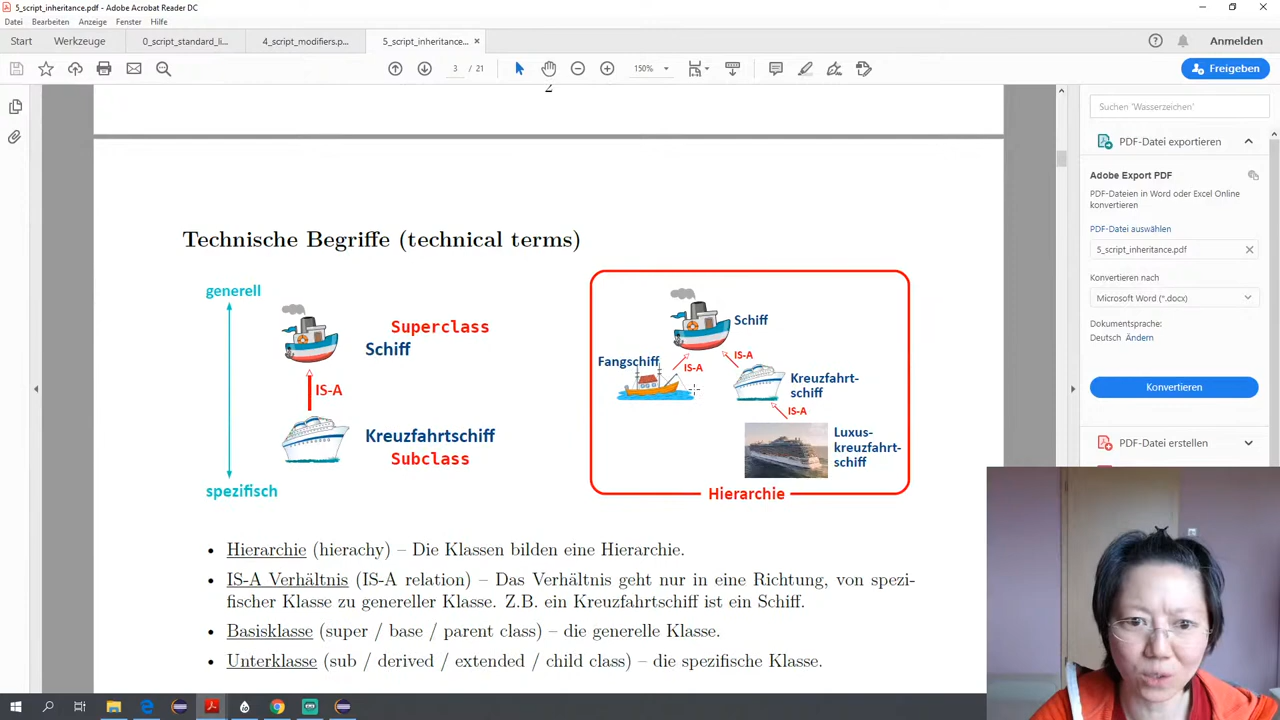 5_script_inheritance.pdf - Adobe Acrobat Reader DC
Datei Bearbeiten Anzeige Fenster Hilfe
Start Werkzeuge 0_script_standard_li... 4_script_modifiers.p... 5_script_inheritance... × Anmelden
3 / 21 150% Freigeben
2
Suchen 'Wasserzeichen'
PDF-Datei exportieren
Adobe Export PDF
PDF-Dateien in Word oder Excel Online
konvertieren
PDF-Datei auswählen
5_script_inheritance.pdf
Konvertieren nach
Microsoft Word (*.docx)
Dokumentsprache:
Deutsch Ändern
Konvertieren
PDF-Datei erstellen
Technische Begriffe (technical terms)
generell
Superclass
Schiff
IS-A
Kreuzfahrtschiff
Subclass
spezifisch
Schiff
Fangschiff
IS-A
IS-A
Kreuzfahrt-
schiff
IS-A
Luxus-
kreuzfahrt-
schiff
Hierarchie
• Hierarchie (hierachy) – Die Klassen bilden eine Hierarchie.
• IS-A Verhältnis (IS-A relation) – Das Verhältnis geht nur in eine Richtung, von spezi-
fischer Klasse zu genereller Klasse. Z.B. ein Kreuzfahrtschiff ist ein Schiff.
• Basisklasse (super / base / parent class) – die generelle Klasse.
• Unterklasse (sub / derived / extended / child class) – die spezifische Klasse.